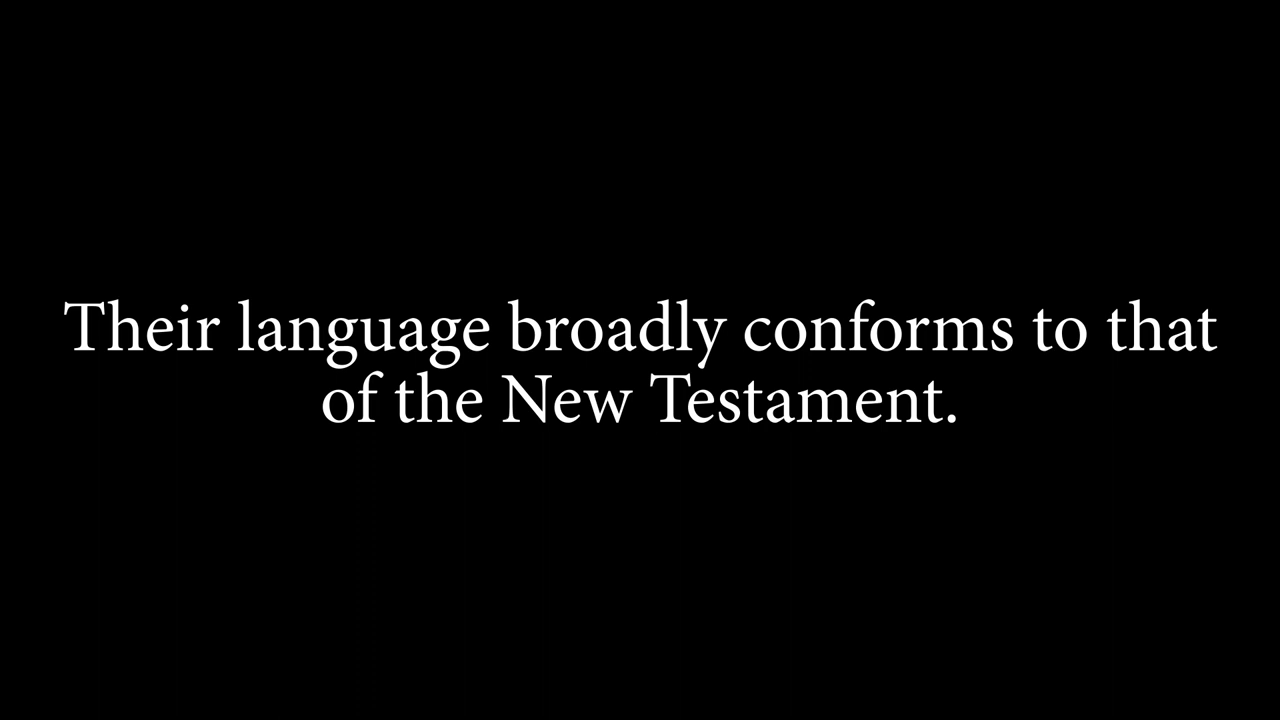 Their language broadly conforms to that
of the New Testament.